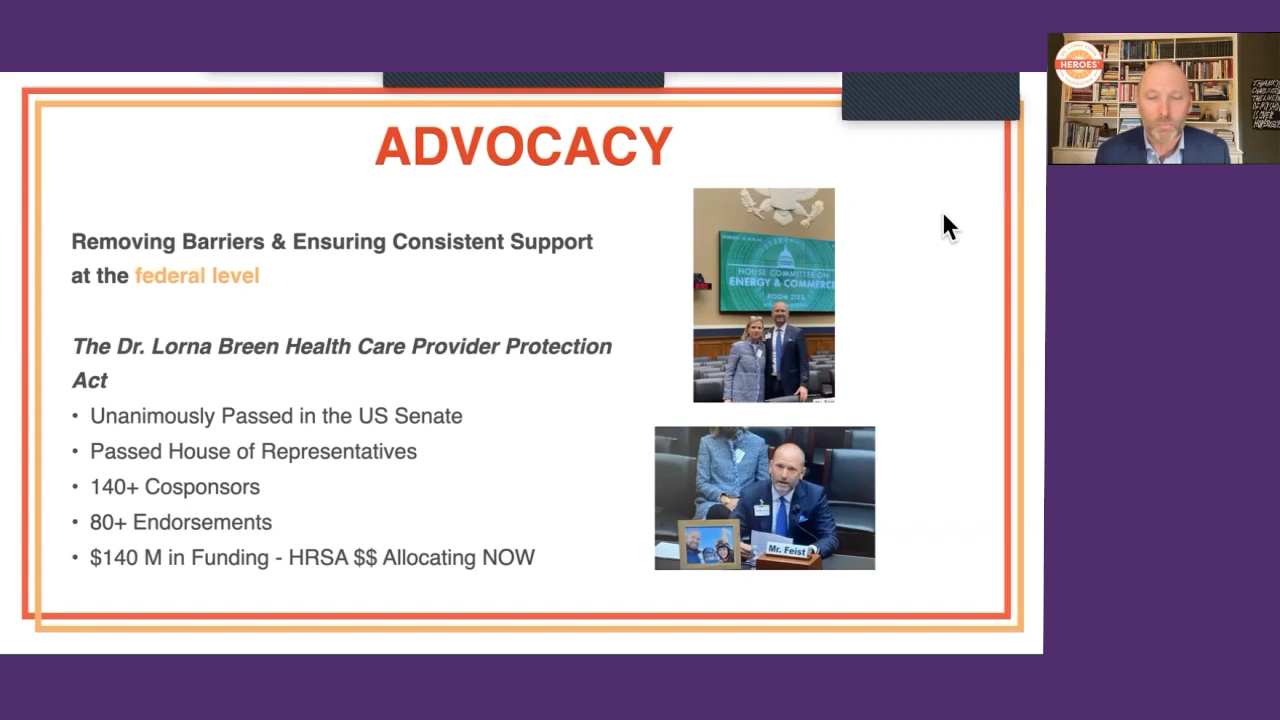 ADVOCACY
Removing Barriers & Ensuring Consistent Support
at the federal level
The Dr. Lorna Breen Health Care Provider Protection
Act
• Unanimously Passed in the US Senate
• Passed House of Representatives
• 140+ Cosponsors
• 80+ Endorsements
• $140 M in Funding - HRSA $$ Allocating NOW
HOUSE COMMITTEE ON
ENERGY & COMMERCE
ROOM 2123
Mr. Feist
HEROES